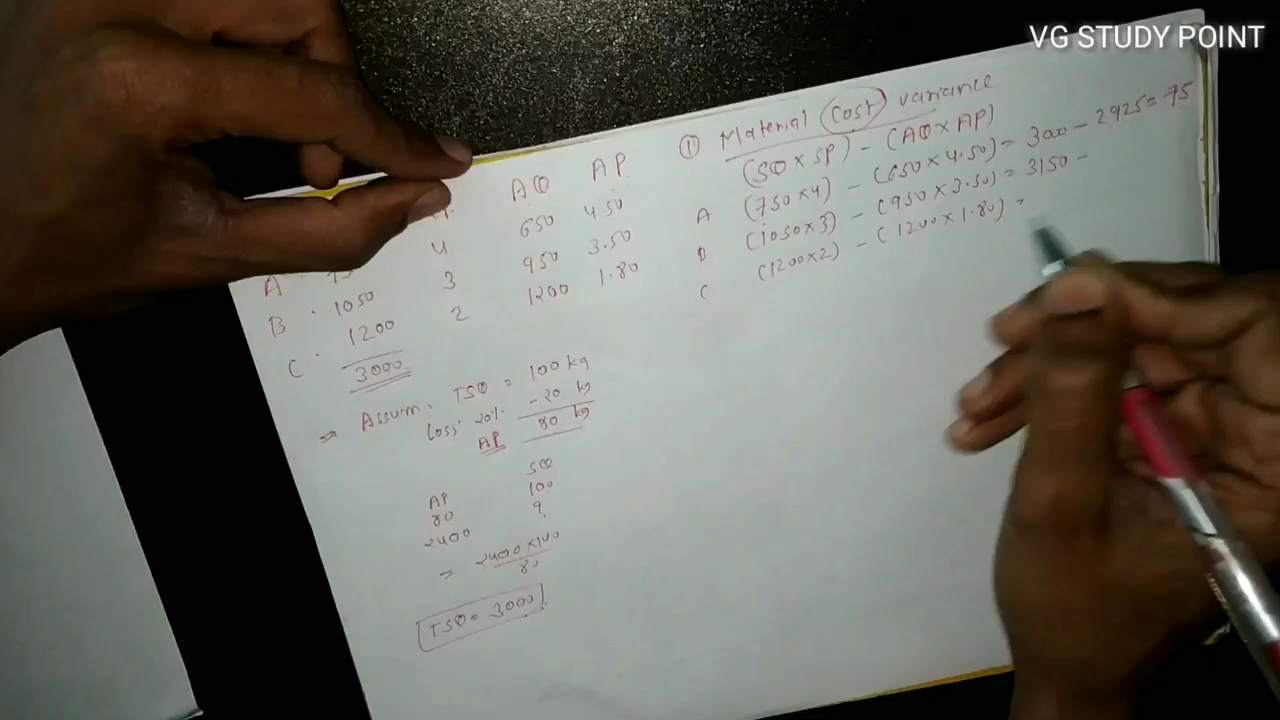 VG STUDY POINT
AQ AP
A 4 650 4.50
B 1050 3 950 3.50
C 1200 2 1200 1.80
3000
⇒ Assum. TSQ = 100 kg
Loss 20% - 20 kg
AP 80 kg
AP SQ
80 100
2400 ?
= 2400×100
80
TSQ = 3000
① Material Cost variance
(SQ × SP) - (AQ × AP)
A (750×4) - (650 × 4.50) = 300 - 2925 = 75
B (1050×3) - (950 × 3.50) = 3150 -
C (1200×2) - (1200 × 1.80) =